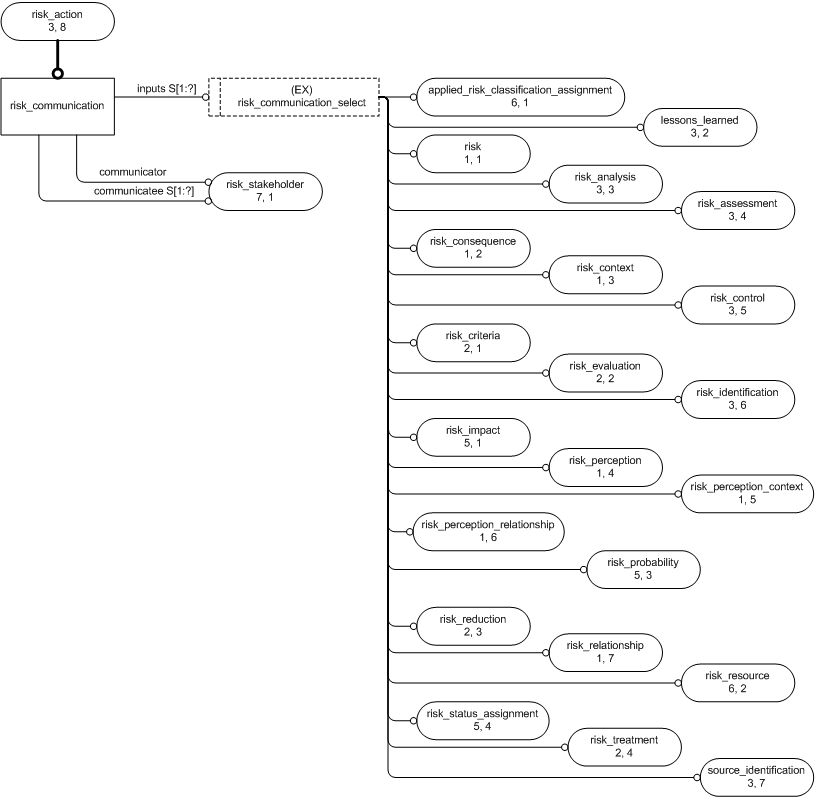 risk_action
3, 8
risk_communication
inputs S[1:?]
(EX)
risk_communication_select
communicator
communicatee S[1:?]
risk_stakeholder
7, 1
applied_risk_classification_assignment
6, 1
lessons_learned
3, 2
risk
1, 1
risk_analysis
3, 3
risk_assessment
3, 4
risk_consequence
1, 2
risk_context
1, 3
risk_control
3, 5
risk_criteria
2, 1
risk_evaluation
2, 2
risk_identification
3, 6
risk_impact
5, 1
risk_perception
1, 4
risk_perception_context
1, 5
risk_perception_relationship
1, 6
risk_probability
5, 3
risk_reduction
2, 3
risk_relationship
1, 7
risk_resource
6, 2
risk_status_assignment
5, 4
risk_treatment
2, 4
source_identification
3, 7